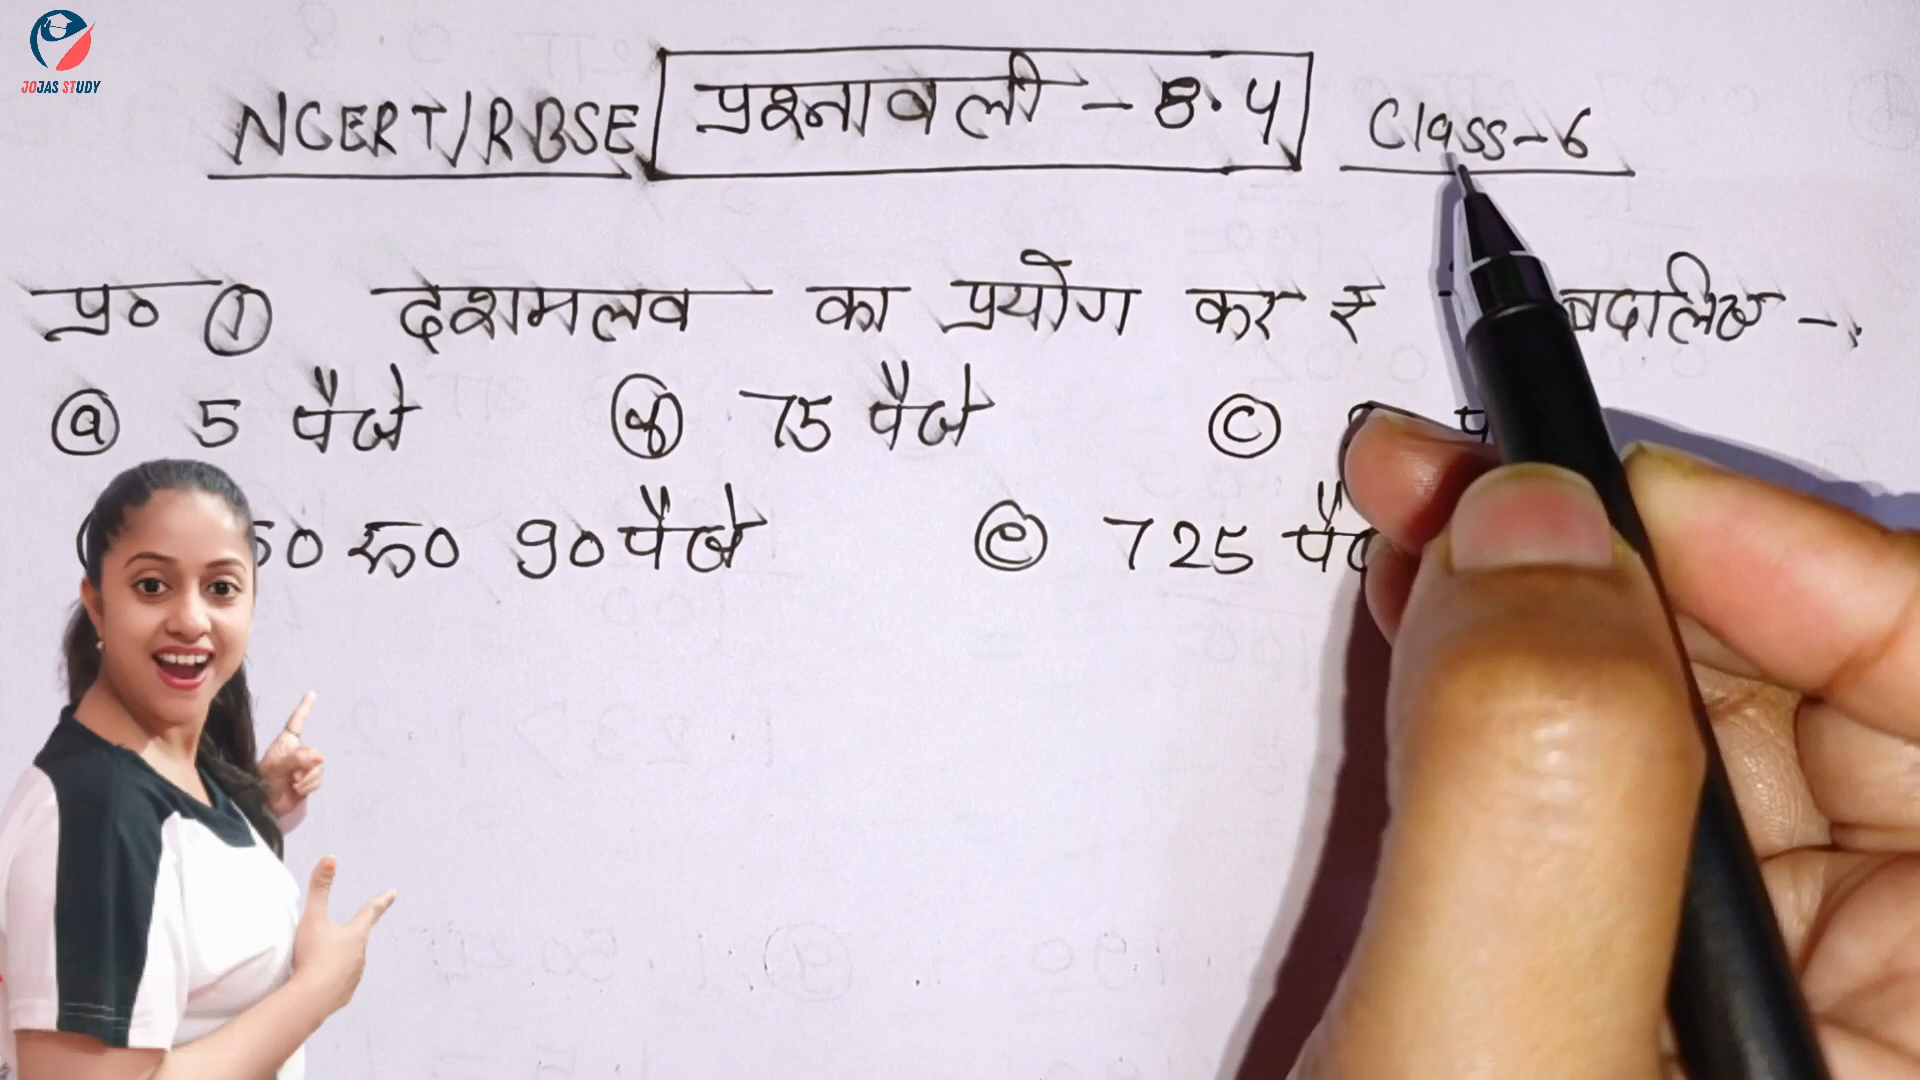 JOJAS STUDY
NCERT/RBSE प्रश्नावली - 8.4 Class-6
प्र० ① दशमलव का प्रयोग कर ₹ बदलिए -
ⓐ 5 पैसे ⓑ 75 पैसे ⓒ
50 रू० 90 पैसे ⓔ 725